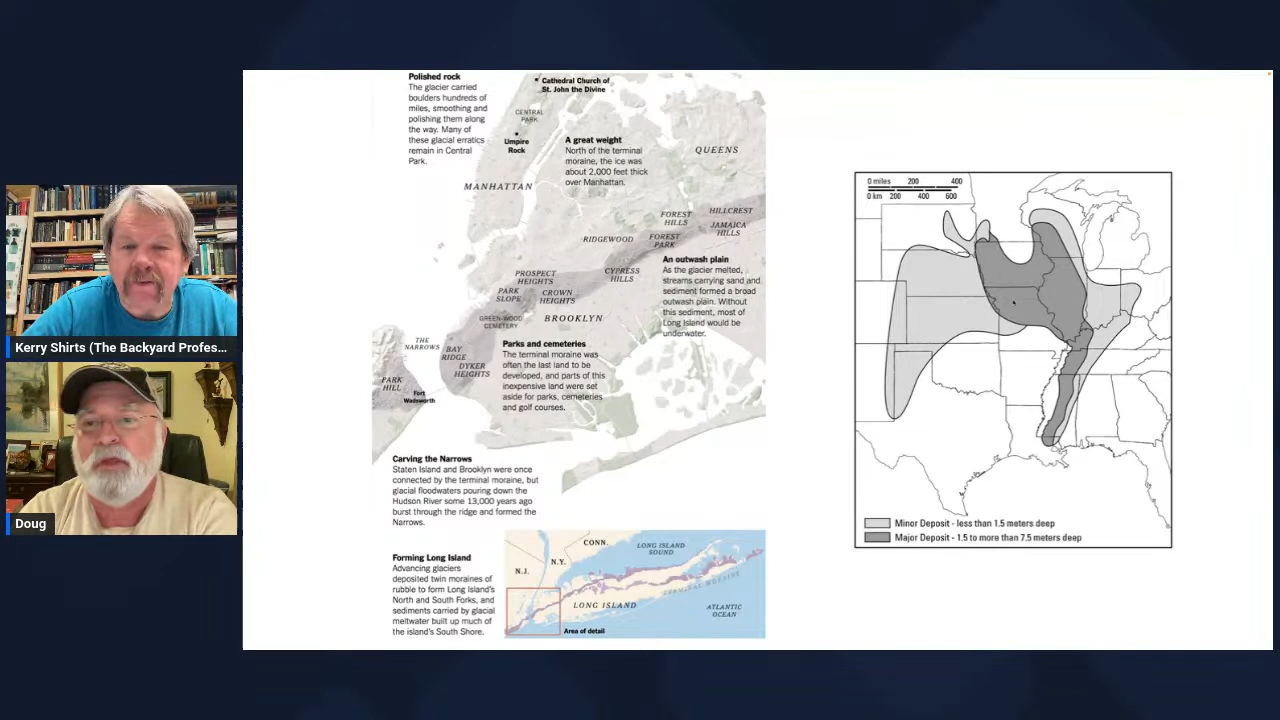 Polished rock
The glacier carried
boulders hundreds of
miles, smoothing and
polishing them along
the way. Many of
these glacial erratics
remain in Central
Park.
Cathedral Church of
St. John the Divine
CENTRAL
PARK
Umpire
Rock
MANHATTAN
A great weight
North of the terminal
moraine, the ice was
about 2,000 feet thick
over Manhattan.
QUEENS
FOREST
HILLS
HILLCREST
JAMAICA
HILLS
RIDGEWOOD
FOREST
PARK
CYPRESS
HILLS
An outwash plain
As the glacier melted,
streams carrying sand and
sediment formed a broad
outwash plain. Without
this sediment, most of
Long Island would be
underwater.
PROSPECT
HEIGHTS
PARK
SLOPE
CROWN
HEIGHTS
GREEN-WOOD
CEMETERY
BROOKLYN
THE
NARROWS
BAY
RIDGE
DYKER
HEIGHTS
PARK
HILL
Fort
Wadsworth
Parks and cemeteries
The terminal moraine was
often the last land to be
developed, and parts of this
inexpensive land were set
aside for parks, cemeteries
and golf courses.
Carving the Narrows
Staten Island and Brooklyn were once
connected by the terminal moraine, but
glacial floodwaters pouring down the
Hudson River some 13,000 years ago
burst through the ridge and formed the
Narrows.
Forming Long Island
Advancing glaciers
deposited twin moraines of
rubble to form Long Island's
North and South Forks, and
sediments carried by glacial
meltwater built up much of
the island's South Shore.
CONN.
N.Y.
N.J.
LONG ISLAND
SOUND
LONG ISLAND
TERMINAL MORAINE
ATLANTIC
OCEAN
Area of detail
0 miles 200 400
0 km 200 400 600
Minor Deposit - less than 1.5 meters deep
Major Deposit - 1.5 to more than 7.5 meters deep
Kerry Shirts (The Backyard Profes...
Doug